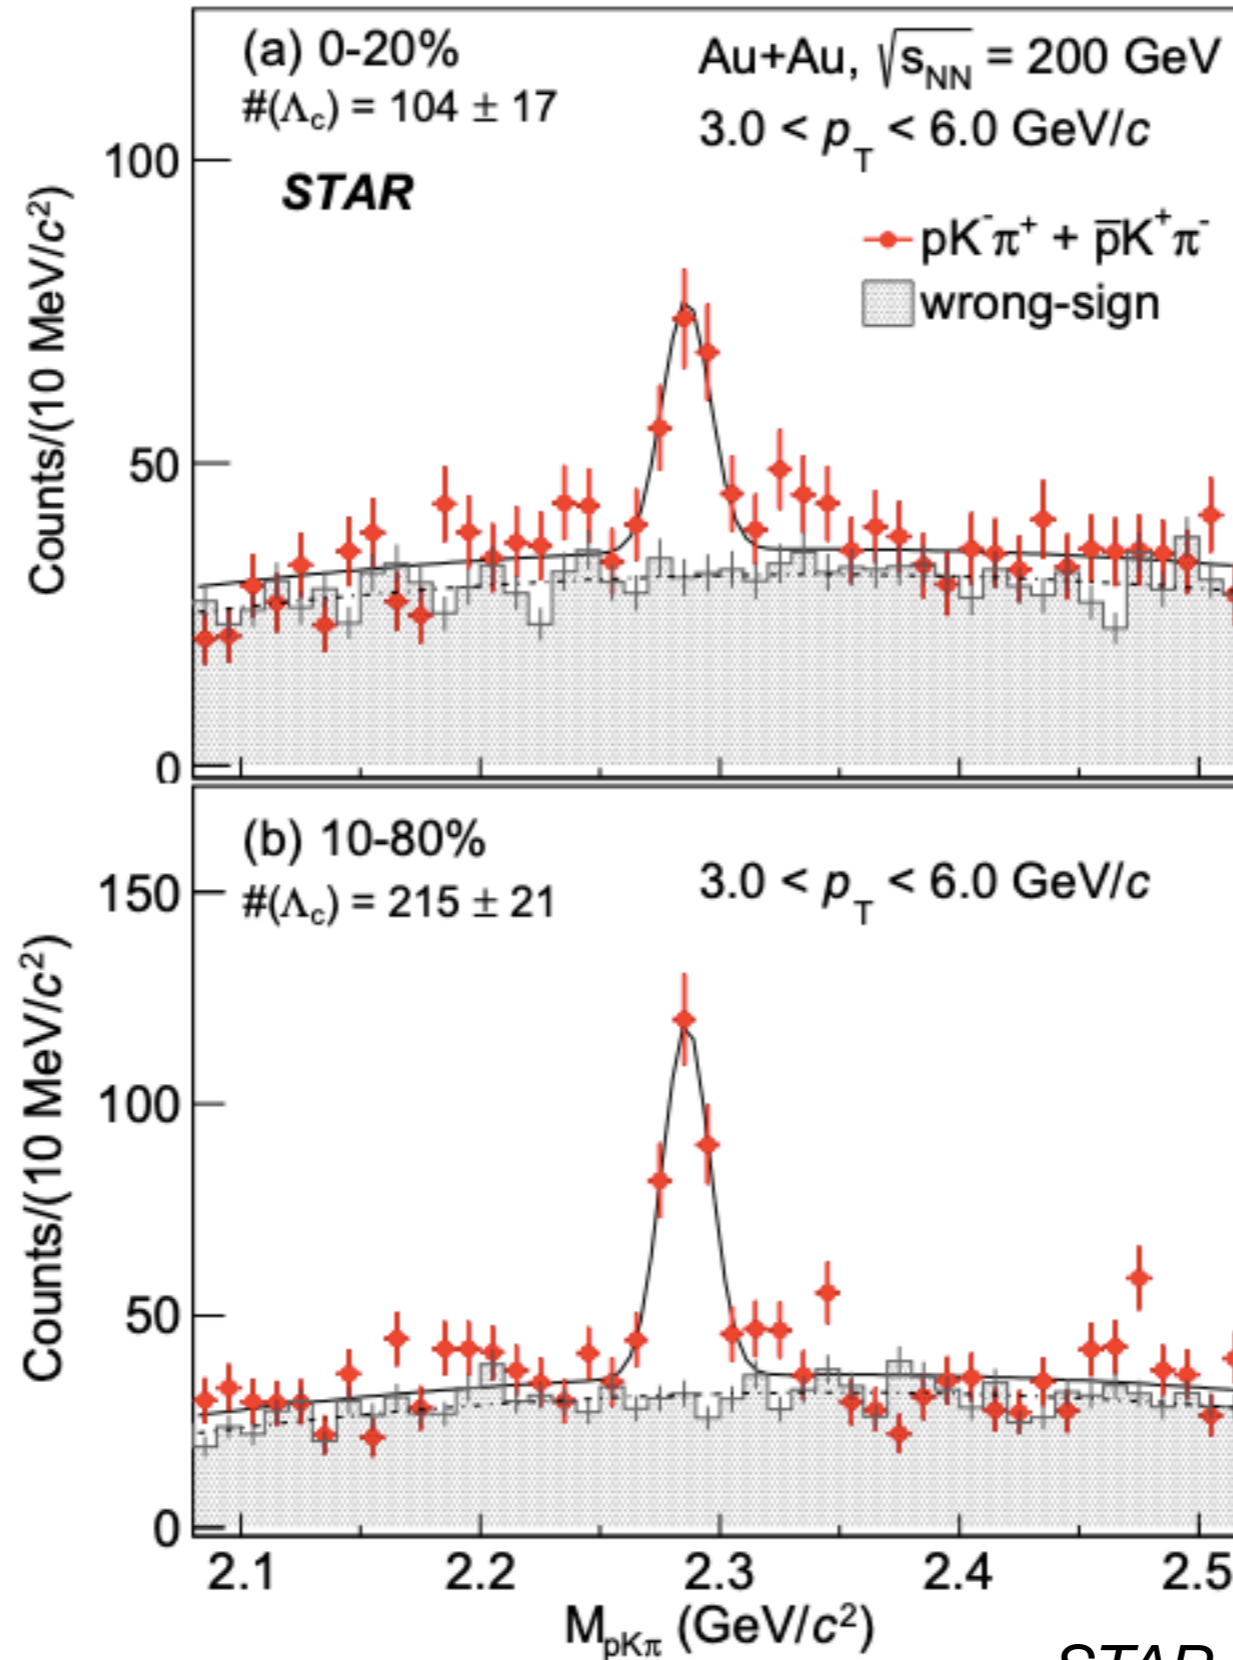 (a) 0-20%
#(Λc) = 104 ± 17
STAR
Au+Au, √sNN = 200 GeV
3.0 < pT < 6.0 GeV/c
pK⁻π⁺ + p̄K⁺π⁻
wrong-sign
Counts/(10 MeV/c²)
100
50
0
(b) 10-80%
#(Λc) = 215 ± 21
3.0 < pT < 6.0 GeV/c
Counts/(10 MeV/c²)
150
100
50
0
2.1 2.2 2.3 2.4 2.5
MpKπ (GeV/c²)
STAR